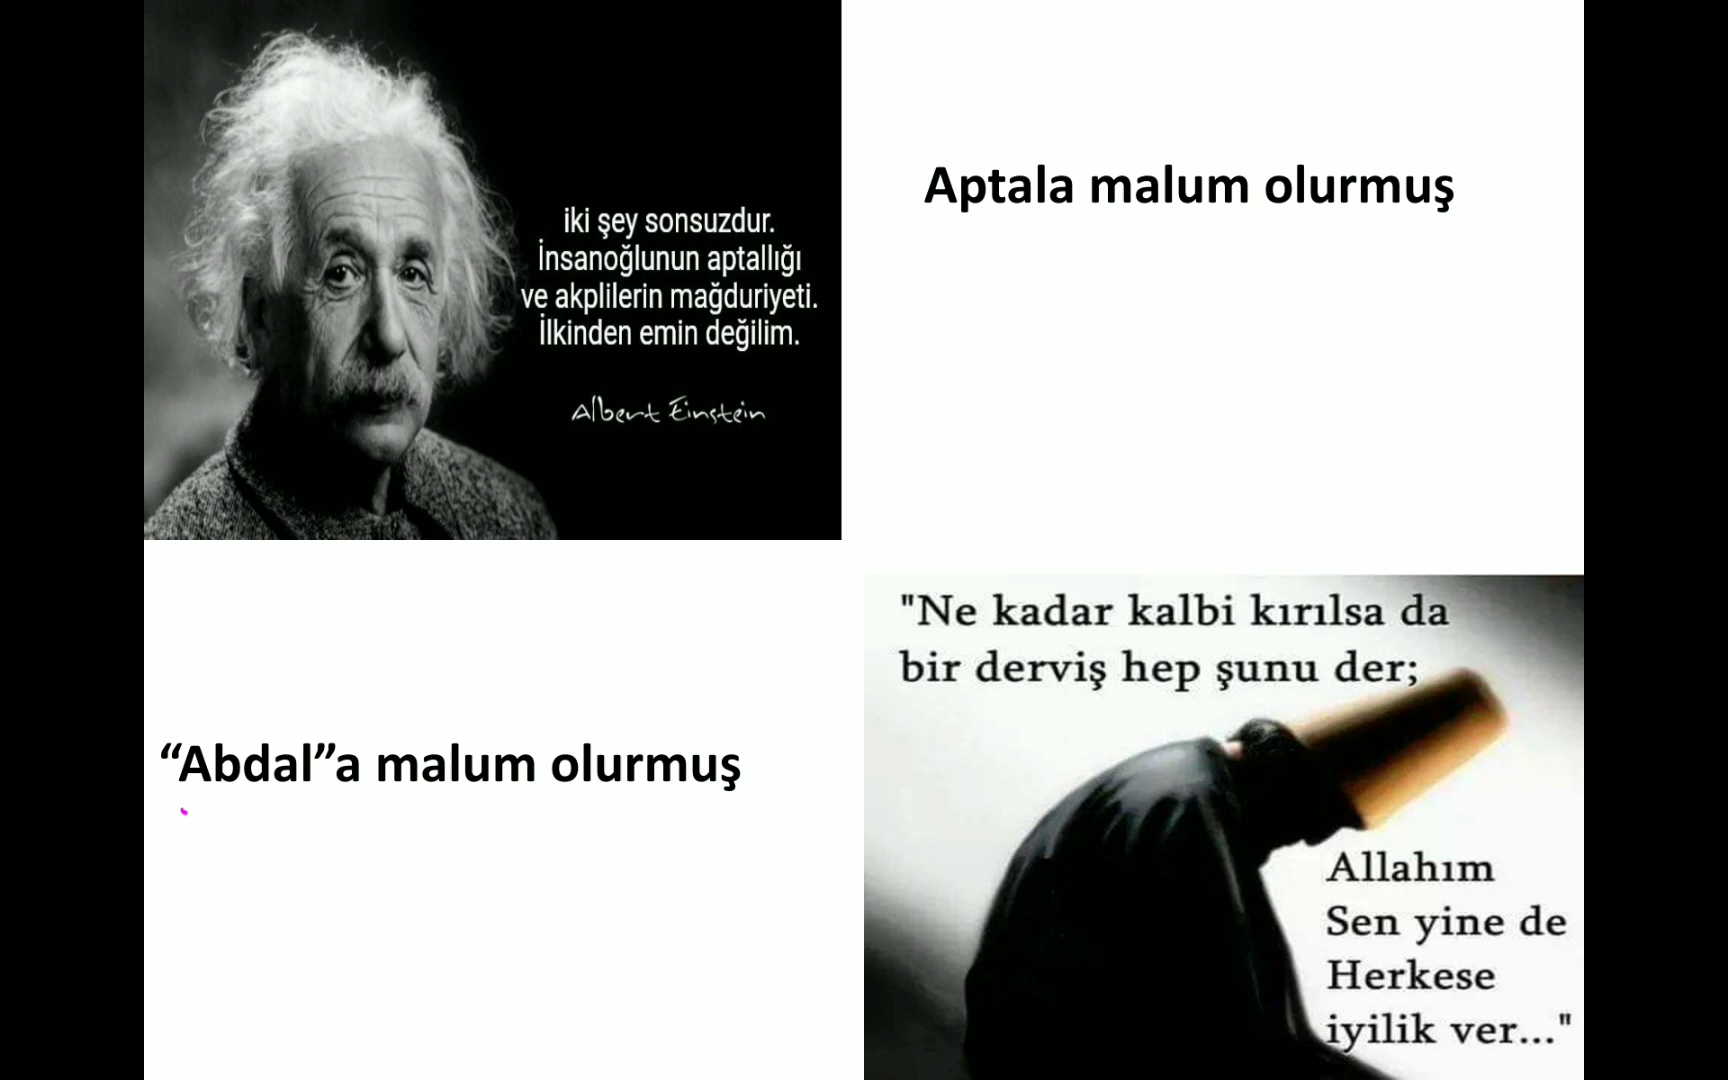 iki şey sonsuzdur.
İnsanoğlunun aptallığı
ve akplilerin mağduriyeti.
İlkinden emin değilim.
Albert Einstein
Aptala malum olurmuş
“Abdal”a malum olurmuş
"Ne kadar kalbi kırılsa da
bir derviş hep şunu der;
Allahım
Sen yine de
Herkese
iyilik ver..."